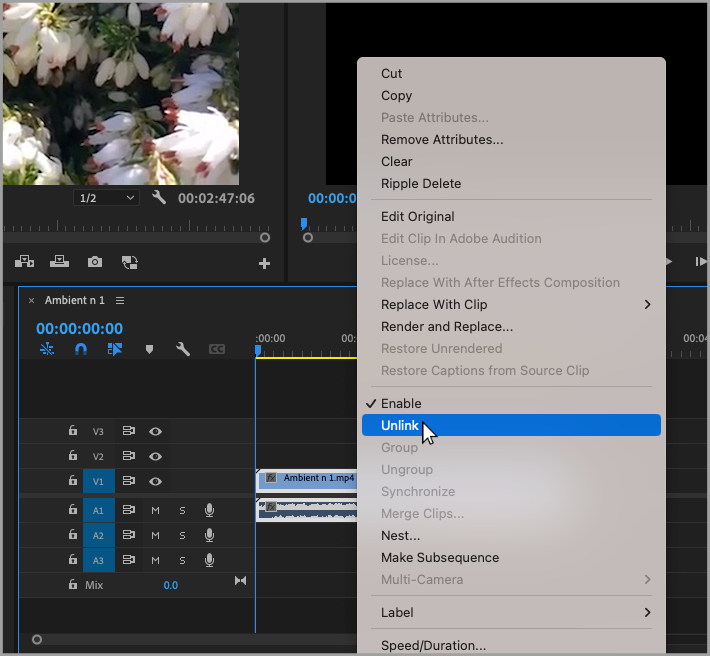 Cut
Copy
Paste Attributes...
Remove Attributes...
Clear
Ripple Delete
Edit Original
Edit Clip In Adobe Audition
License...
Replace With After Effects Composition
Replace With Clip
Render and Replace...
Restore Unrendered
Restore Captions from Source Clip
Enable
Unlink
Group
Ungroup
Synchronize
Merge Clips...
Nest...
Make Subsequence
Multi-Camera
Label
Speed/Duration...
1/2
00:02:47:06
00:00:0
× Ambient n 1
00:00:00:00
CC
:00:00
00:
00:04
V3
V2
V1
fx Ambient n 1.mp4
A1 M S
fx
A2 M S
A3 M S
Mix 0.0